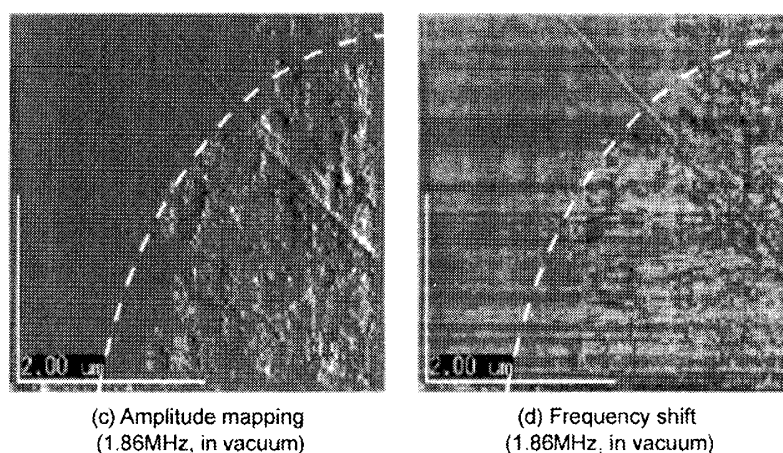 2.00 um
2.00 um
(c) Amplitude mapping
(1.86MHz, in vacuum)
(d) Frequency shift
(1.86MHz, in vacuum)